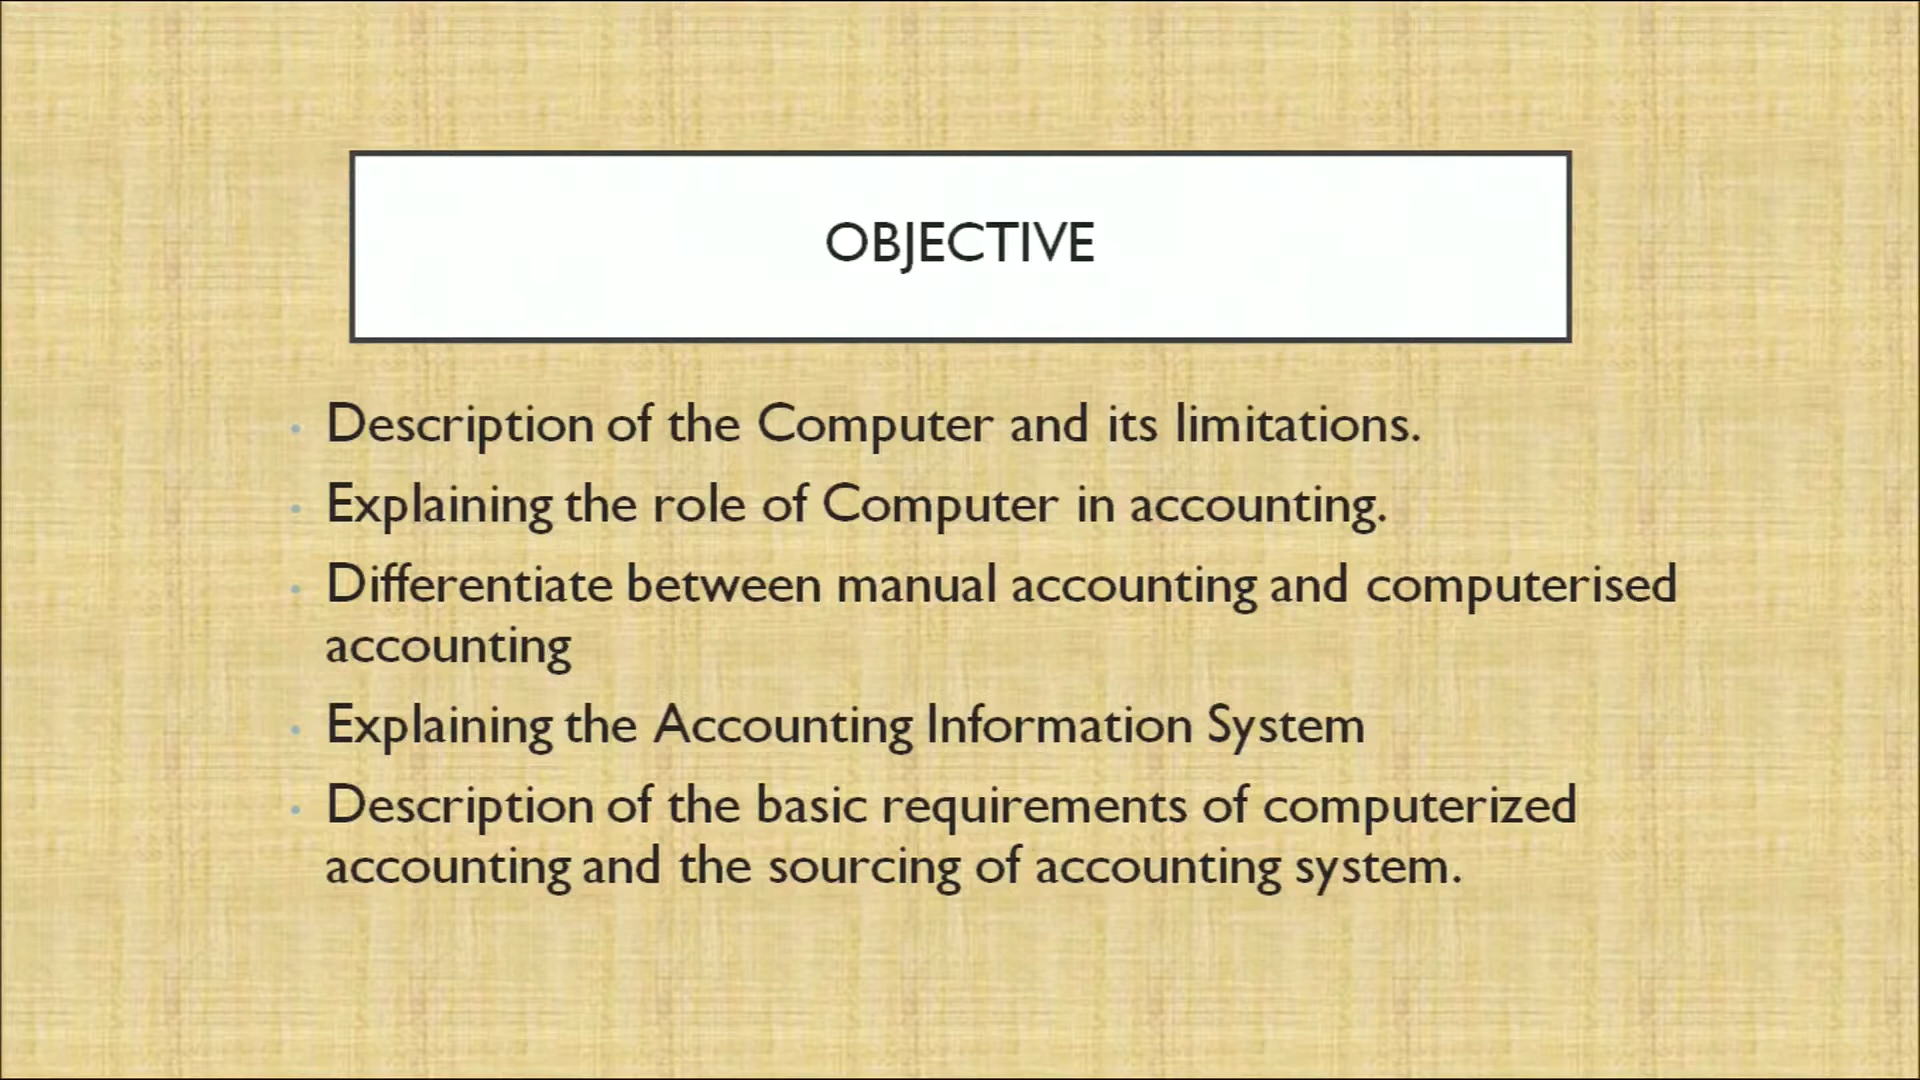 OBJECTIVE
Description of the Computer and its limitations.
Explaining the role of Computer in accounting.
Differentiate between manual accounting and computerised
accounting
Explaining the Accounting Information System
Description of the basic requirements of computerized
accounting and the sourcing of accounting system.